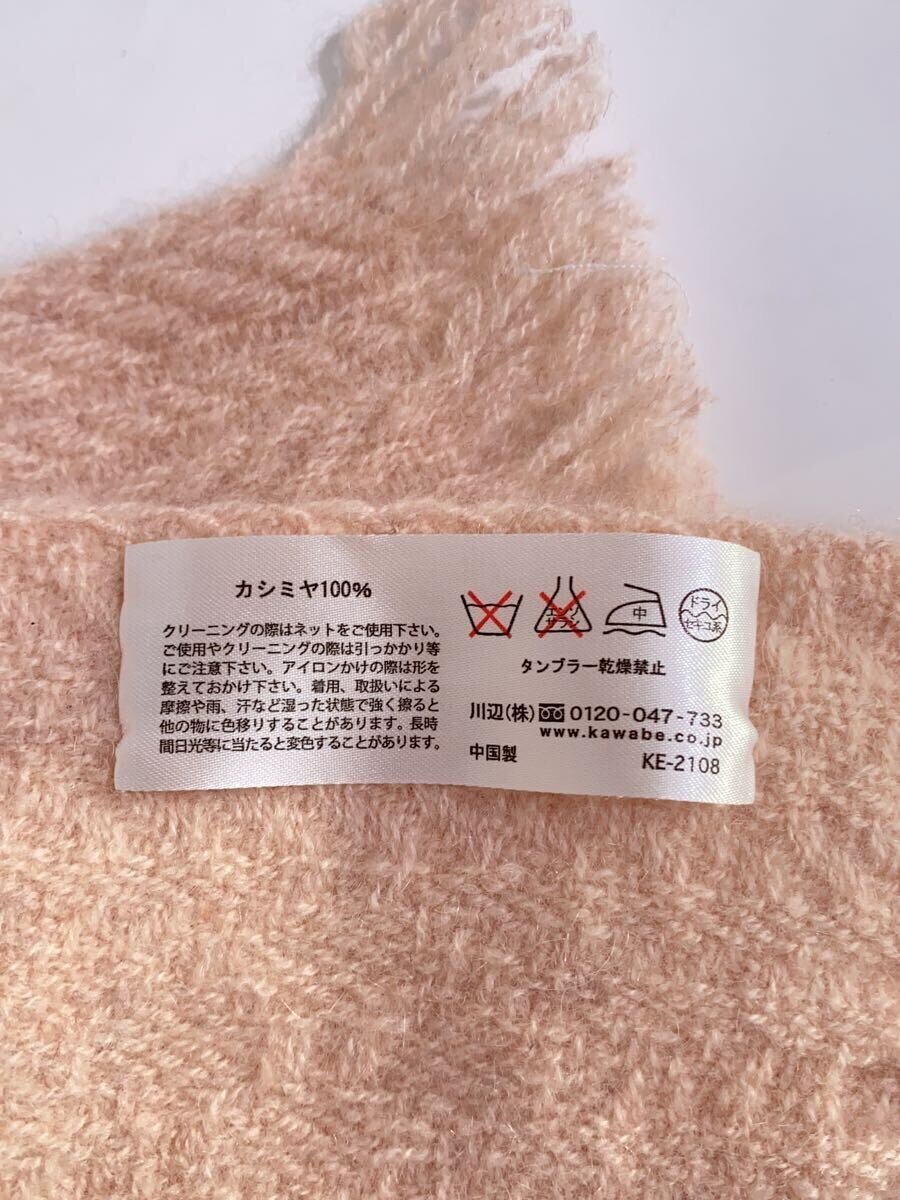 カシミヤ100%
クリーニングの際はネットをご使用下さい。
ご使用やクリーニングの際は引っかかり等
にご注意下さい。アイロンかけの際は形を
整えておかけ下さい。着用、取扱いによる
摩擦や雨、汗など湿った状態で強く擦ると
他の物に色移りすることがあります。長時
間日光等に当たると変色することがあります。
エンソ
サラシ
中
ドライ
セキユ系
タンブラー乾燥禁止
川辺(株) 0120-047-733
www.kawabe.co.jp
中国製 KE-2108